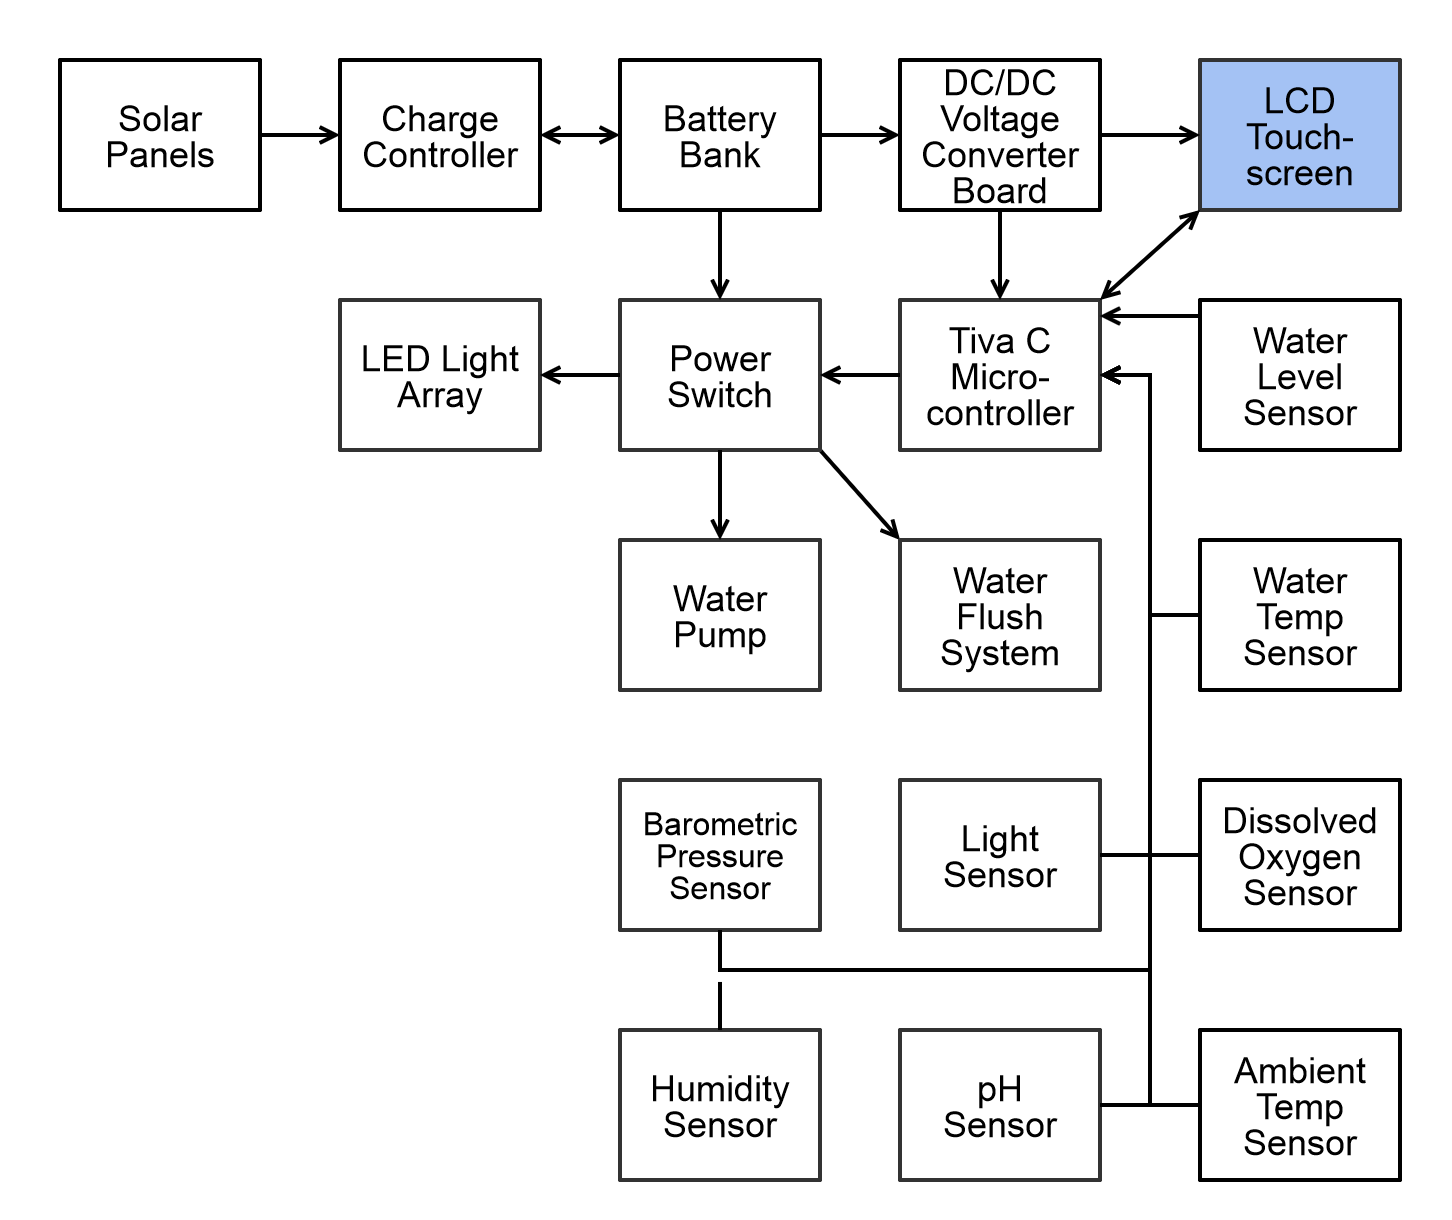 Solar
Panels
Charge
Controller
Battery
Bank
DC/DC
Voltage
Converter
Board
LCD
Touch-
screen
LED Light
Array
Power
Switch
Tiva C
Micro-
controller
Water
Level
Sensor
Water
Pump
Water
Flush
System
Water
Temp
Sensor
Barometric
Pressure
Sensor
Light
Sensor
Dissolved
Oxygen
Sensor
Humidity
Sensor
pH
Sensor
Ambient
Temp
Sensor